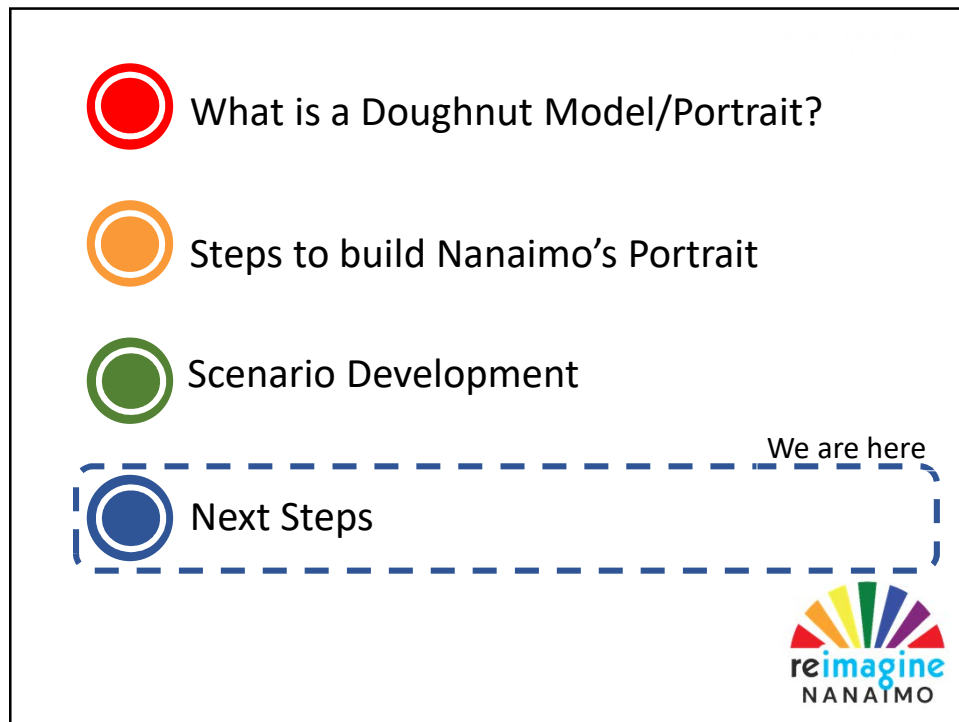 What is a Doughnut Model/Portrait?
Steps to build Nanaimo’s Portrait
Scenario Development
We are here
Next Steps
reimagine
NANAIMO